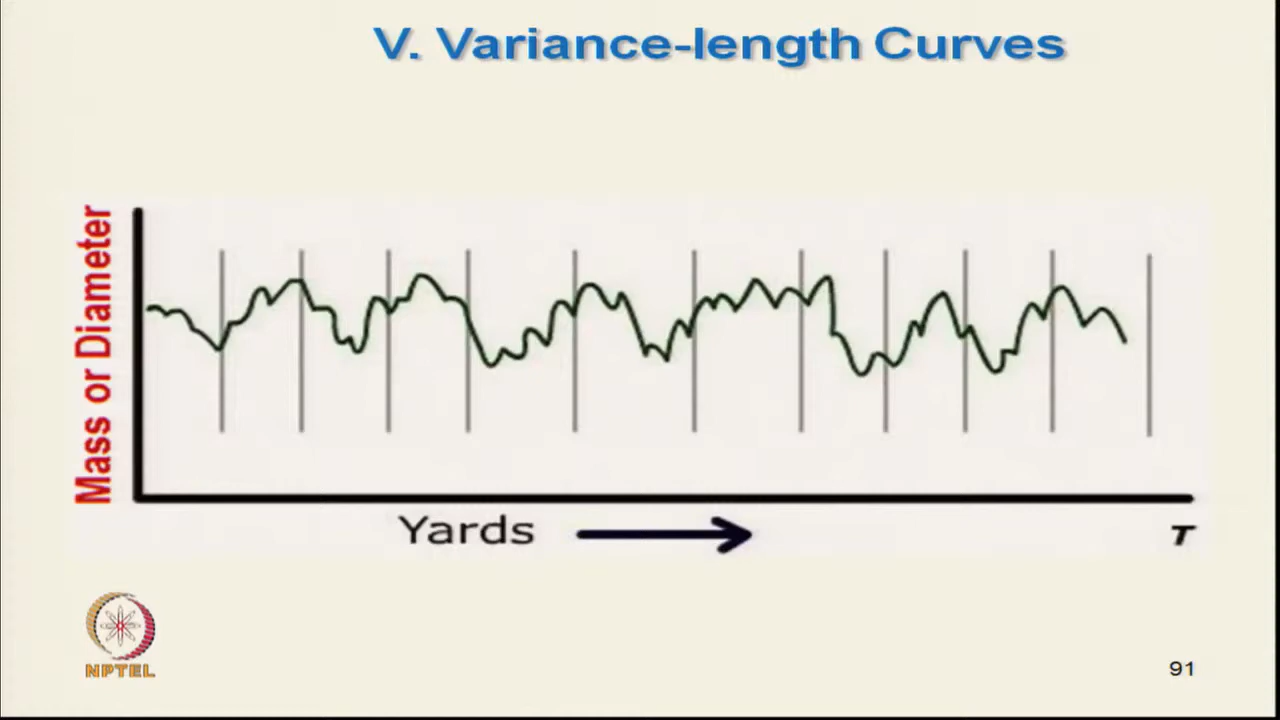 V. Variance-length Curves
Mass or Diameter
Yards
T
NPTEL
91